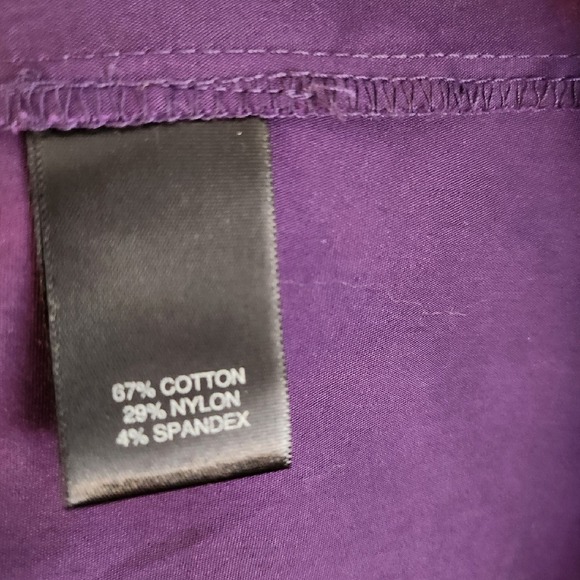 67% COTTON
29% NYLON
4% SPANDEX